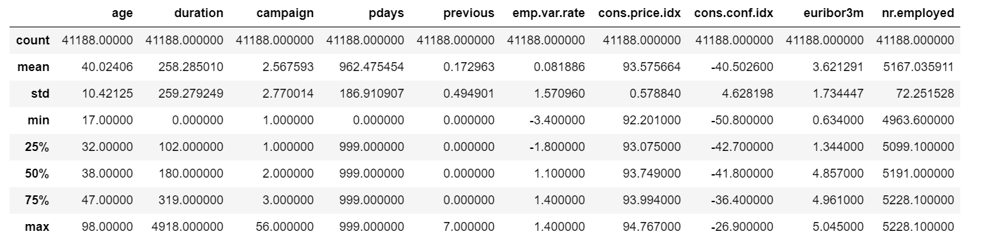 age duration campaign pdays previous emp.var.rate cons.price.idx cons.conf.idx euribor3m nr.employed
count 41188.00000 41188.000000 41188.000000 41188.000000 41188.000000 41188.000000 41188.000000 41188.000000 41188.000000 41188.000000
mean 40.02406 258.285010 2.567593 962.475454 0.172963 0.081886 93.575664 -40.502600 3.621291 5167.035911
std 10.42125 259.279249 2.770014 186.910907 0.494901 1.570960 0.578840 4.628198 1.734447 72.251528
min 17.00000 0.000000 1.000000 0.000000 0.000000 -3.400000 92.201000 -50.800000 0.634000 4963.600000
25% 32.00000 102.000000 1.000000 999.000000 0.000000 -1.800000 93.075000 -42.700000 1.344000 5099.100000
50% 38.00000 180.000000 2.000000 999.000000 0.000000 1.100000 93.749000 -41.800000 4.857000 5191.000000
75% 47.00000 319.000000 3.000000 999.000000 0.000000 1.400000 93.994000 -36.400000 4.961000 5228.100000
max 98.00000 4918.000000 56.000000 999.000000 7.000000 1.400000 94.767000 -26.900000 5.045000 5228.100000